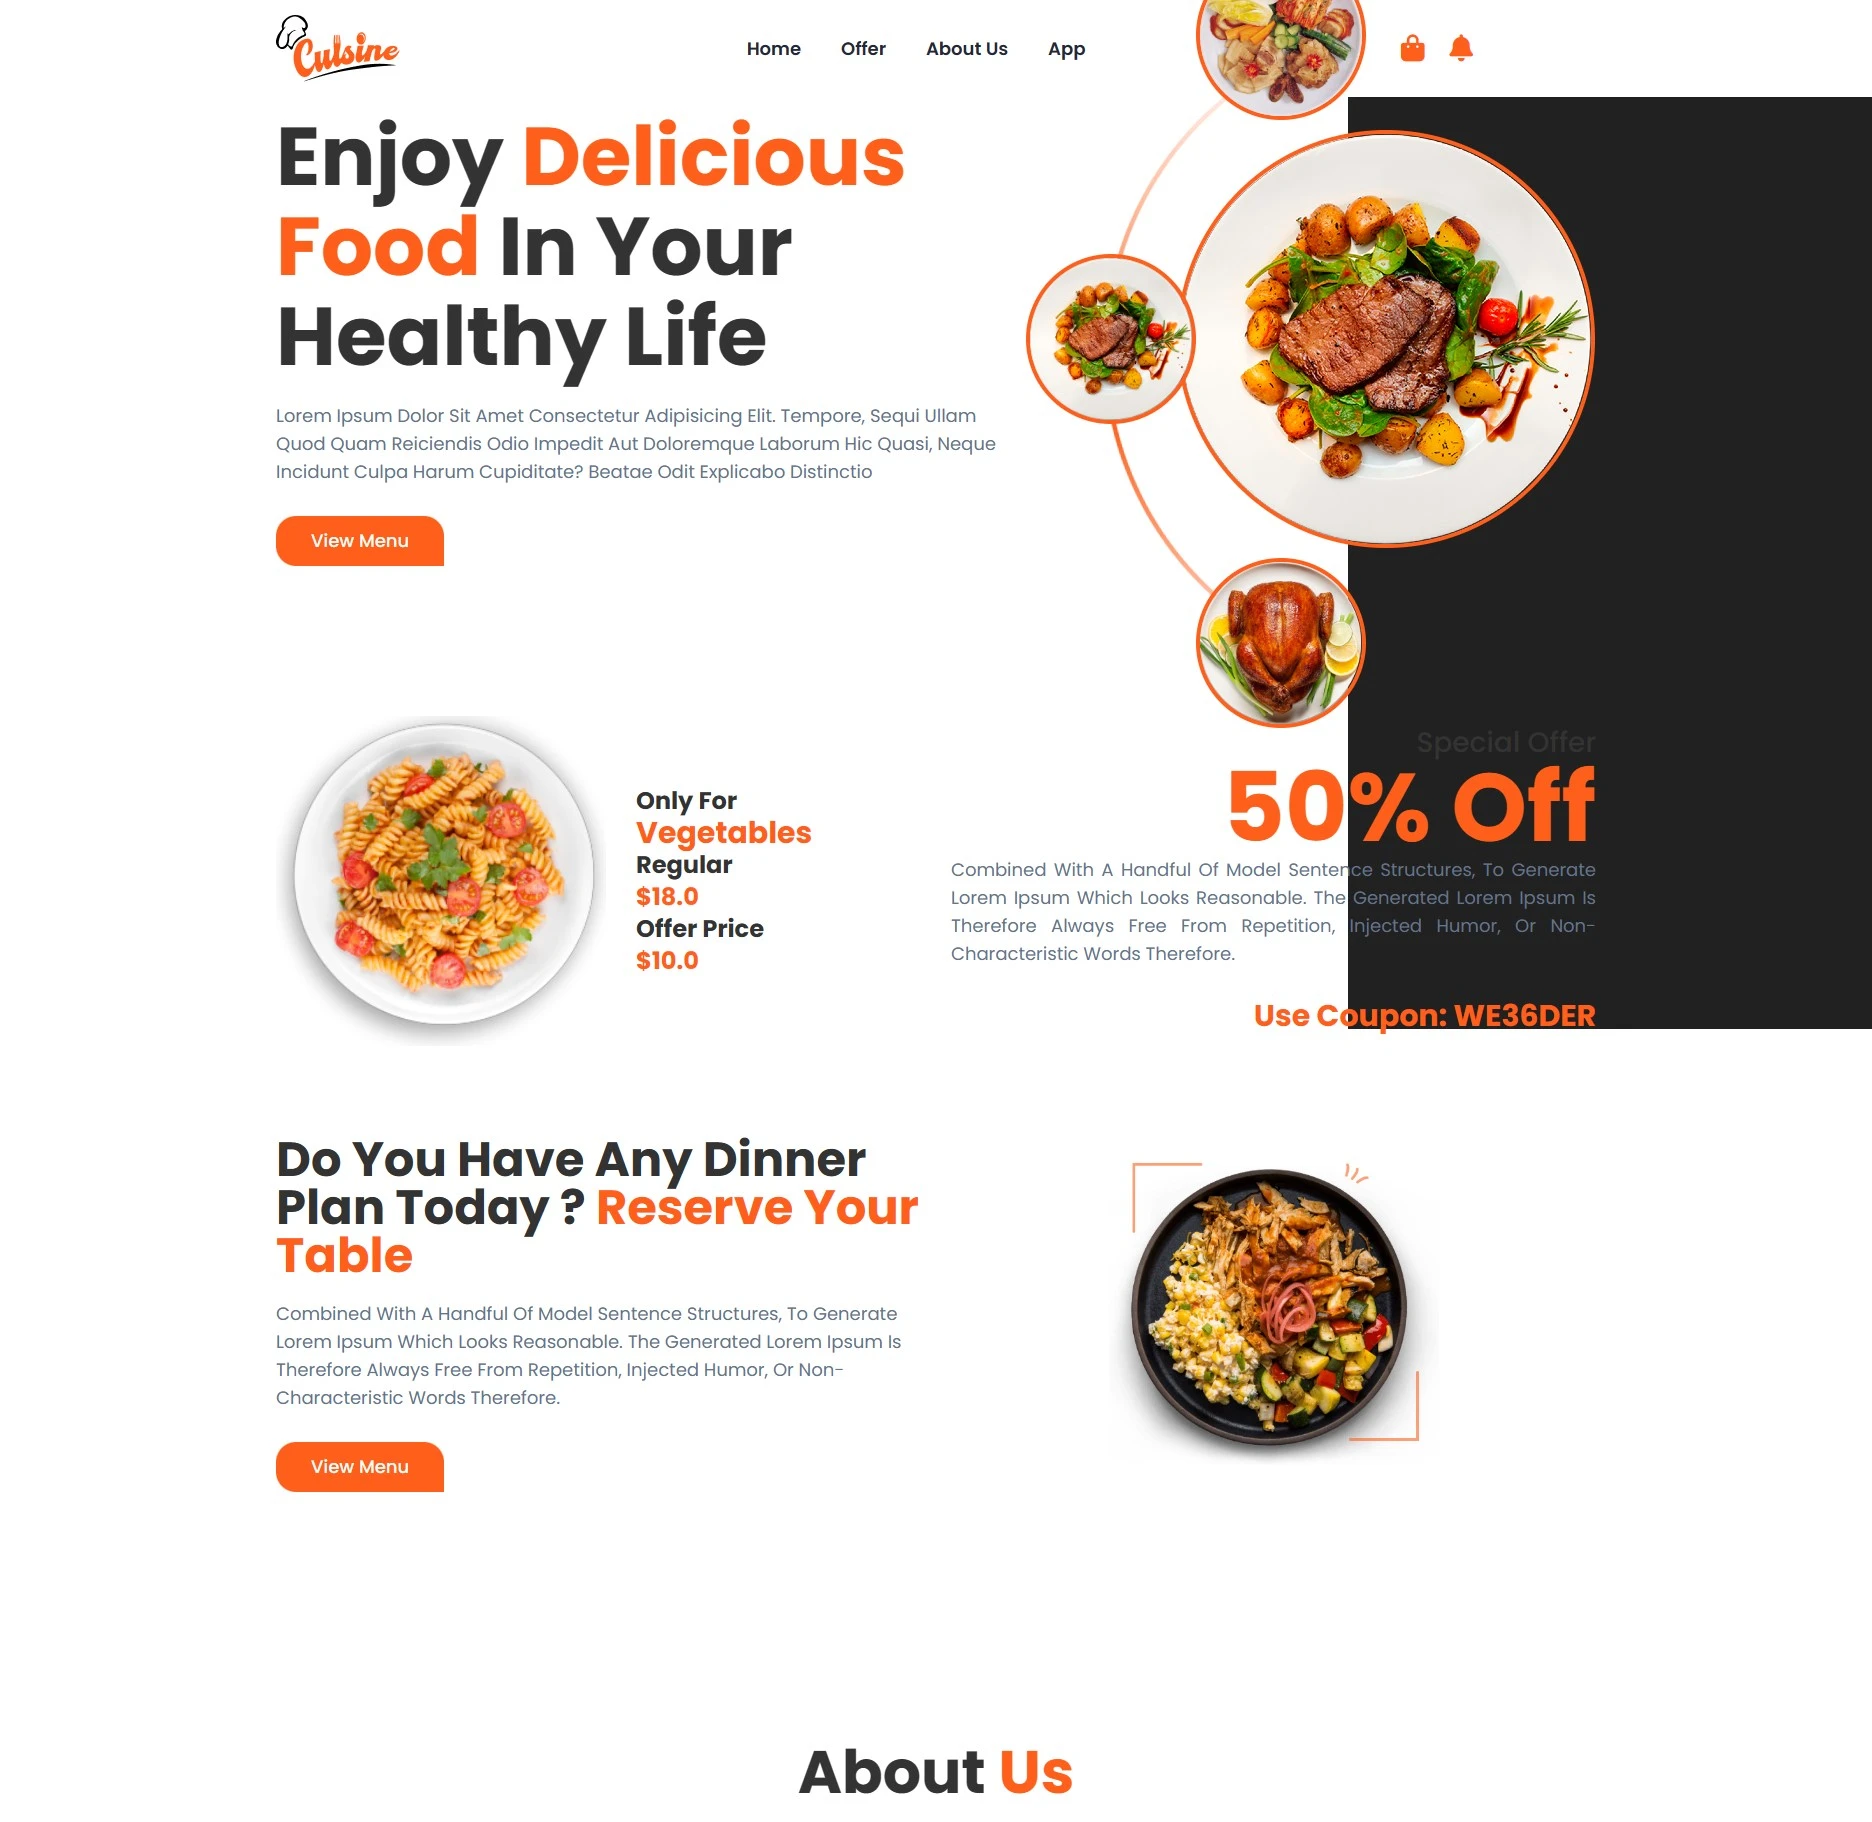 Cuisine
Home Offer About Us App
Enjoy Delicious
Food In Your
Healthy Life
Lorem Ipsum Dolor Sit Amet Consectetur Adipisicing Elit. Tempore, Sequi Ullam
Quod Quam Reiciendis Odio Impedit Aut Doloremque Laborum Hic Quasi, Neque
Incidunt Culpa Harum Cupiditate? Beatae Odit Explicabo Distinctio
View Menu
Only For
Vegetables
Regular
$18.0
Offer Price
$10.0
Special Offer
50% Off
Combined With A Handful Of Model Sentence Structures, To Generate
Lorem Ipsum Which Looks Reasonable. The Generated Lorem Ipsum Is
Therefore Always Free From Repetition, Injected Humor, Or Non-
Characteristic Words Therefore.
Use Coupon: WE36DER
Do You Have Any Dinner
Plan Today ? Reserve Your
Table
Combined With A Handful Of Model Sentence Structures, To Generate
Lorem Ipsum Which Looks Reasonable. The Generated Lorem Ipsum Is
Therefore Always Free From Repetition, Injected Humor, Or Non-
Characteristic Words Therefore.
View Menu
About Us